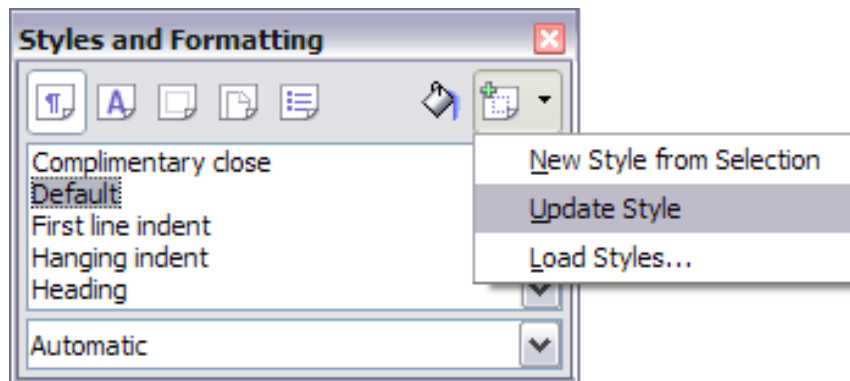 Styles and Formatting
Complimentary close
Default
First line indent
Hanging indent
Heading
Automatic
New Style from Selection
Update Style
Load Styles...